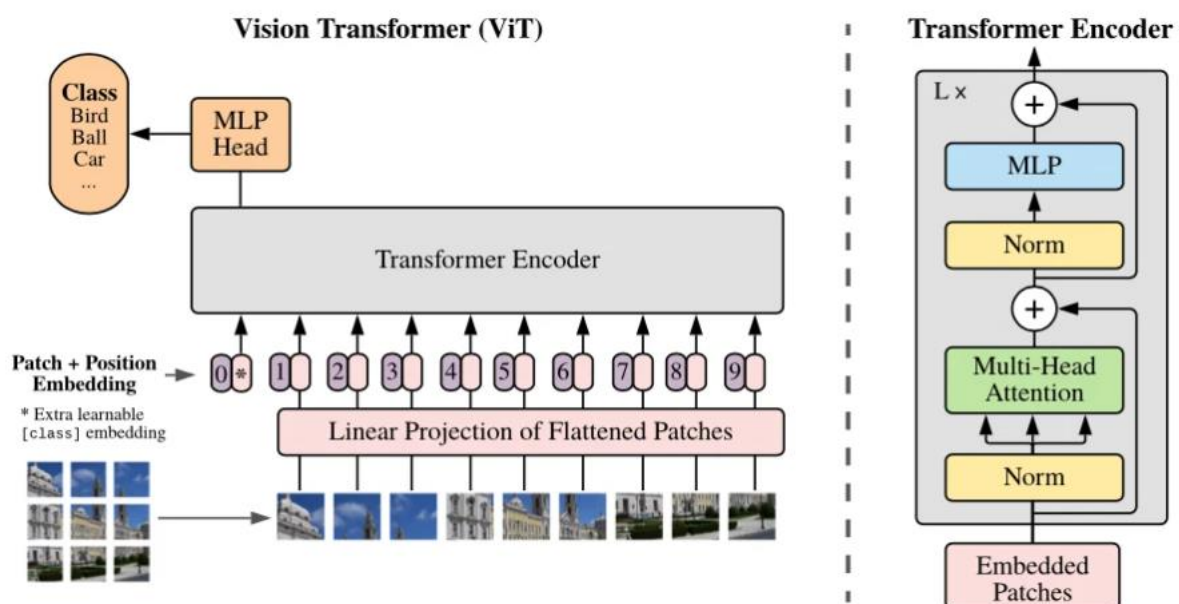 Vision Transformer (ViT)
Class
Bird
Ball
Car
...
MLP
Head
Transformer Encoder
Patch + Position
Embedding
* Extra learnable
[class] embedding
0 * 1 2 3 4 5 6 7 8 9
Linear Projection of Flattened Patches
Transformer Encoder
L ×
+
MLP
Norm
+
Multi-Head
Attention
Norm
Embedded
Patches